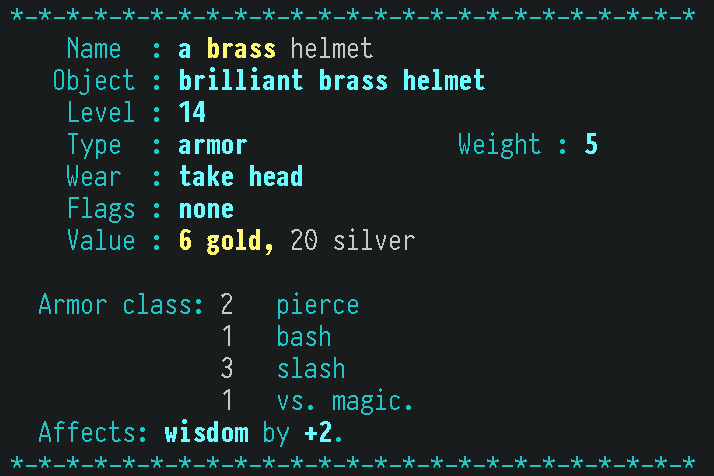 *-*-*-*-*-*-*-*-*-*-*-*-*-*-*-*-*-*-*-*-*-*-*-*-*
Name : a brass helmet
Object : brilliant brass helmet
Level : 14
Type : armor Weight : 5
Wear : take head
Flags : none
Value : 6 gold, 20 silver
Armor class: 2 pierce
1 bash
3 slash
1 vs. magic.
Affects: wisdom by +2.
*-*-*-*-*-*-*-*-*-*-*-*-*-*-*-*-*-*-*-*-*-*-*-*-*